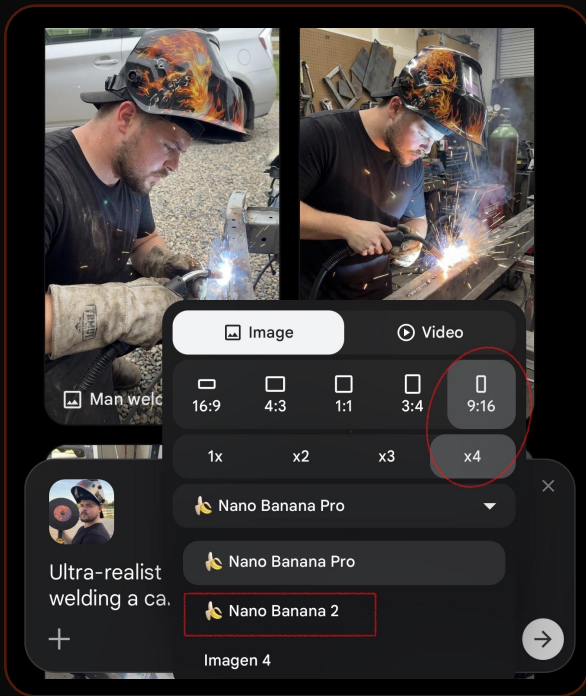 Image
Video
16:9
4:3
1:1
3:4
9:16
1x
x2
x3
x4
Man weld
Nano Banana Pro
Nano Banana Pro
Nano Banana 2
Imagen 4
Ultra-realist
welding a ca